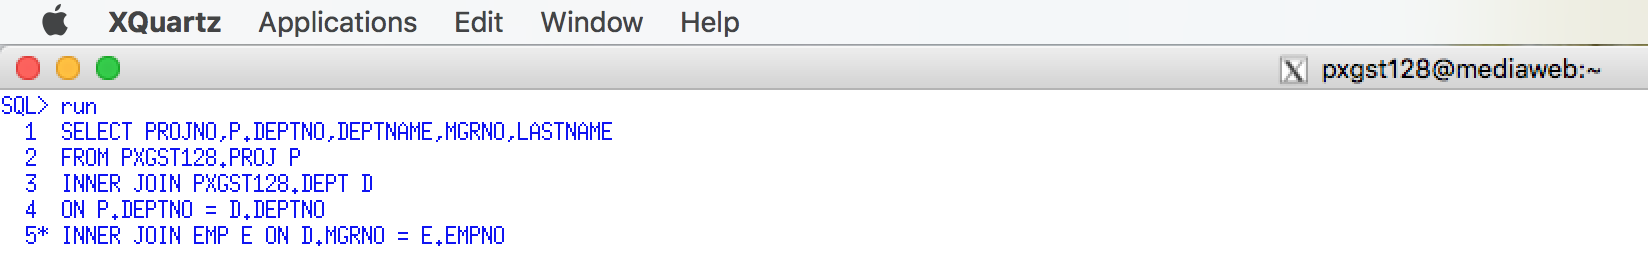 XQuartz Applications Edit Window Help
X pxgst128@mediaweb:~
SQL> run
1 SELECT PROJNO,P.DEPTNO,DEPTNAME,MGRNO,LASTNAME
2 FROM PXGST128.PROJ P
3 INNER JOIN PXGST128.DEPT D
4 ON P.DEPTNO = D.DEPTNO
5* INNER JOIN EMP E ON D.MGRNO = E.EMPNO